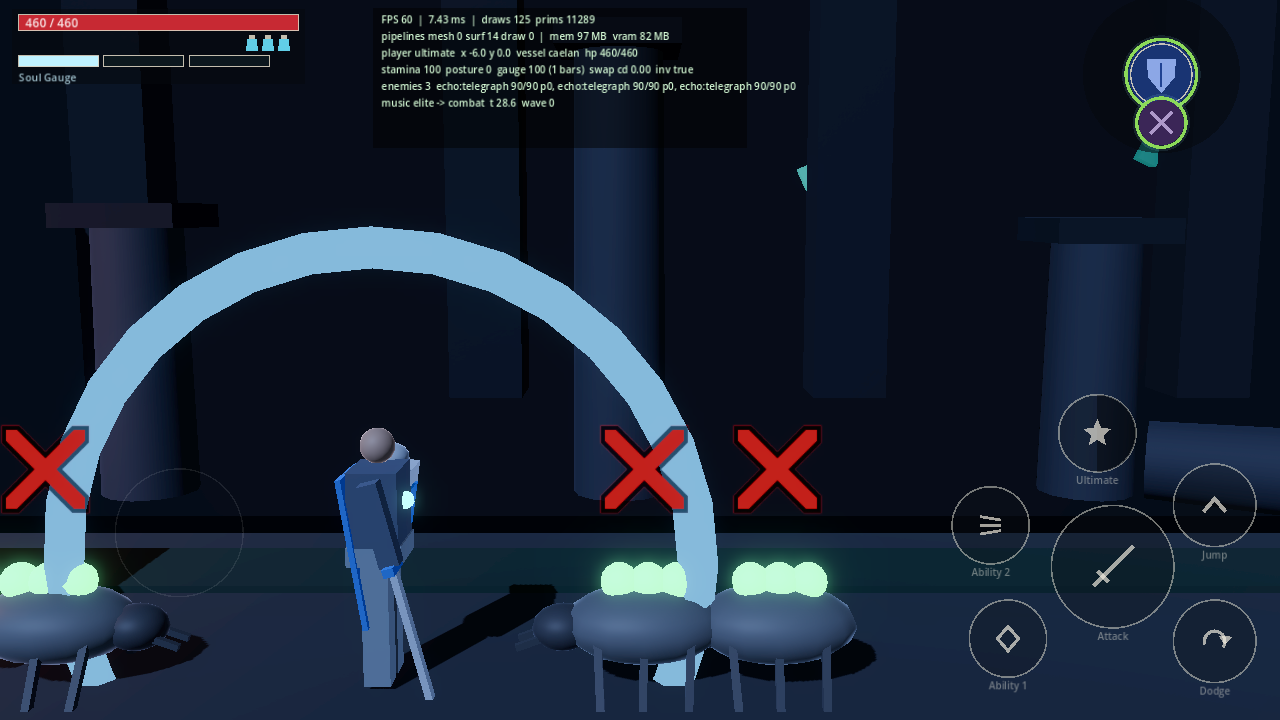 460 / 460
Soul Gauge
FPS 60 | 7.43 ms | draws 125 prims 11289
pipelines mesh 0 surf 14 draw 0 | mem 97 MB vram 82 MB
player ultimate x -6.0 y 0.0 vessel caelan hp 460/460
stamina 100 posture 0 gauge 100 (1 bars) swap cd 0.00 inv true
enemies 3 echo:telegraph 90/90 p0, echo:telegraph 90/90 p0, echo:telegraph 90/90 p0
music elite -> combat t 28.6 wave 0
Ultimate
Ability 2
Jump
Attack
Ability 1
Dodge